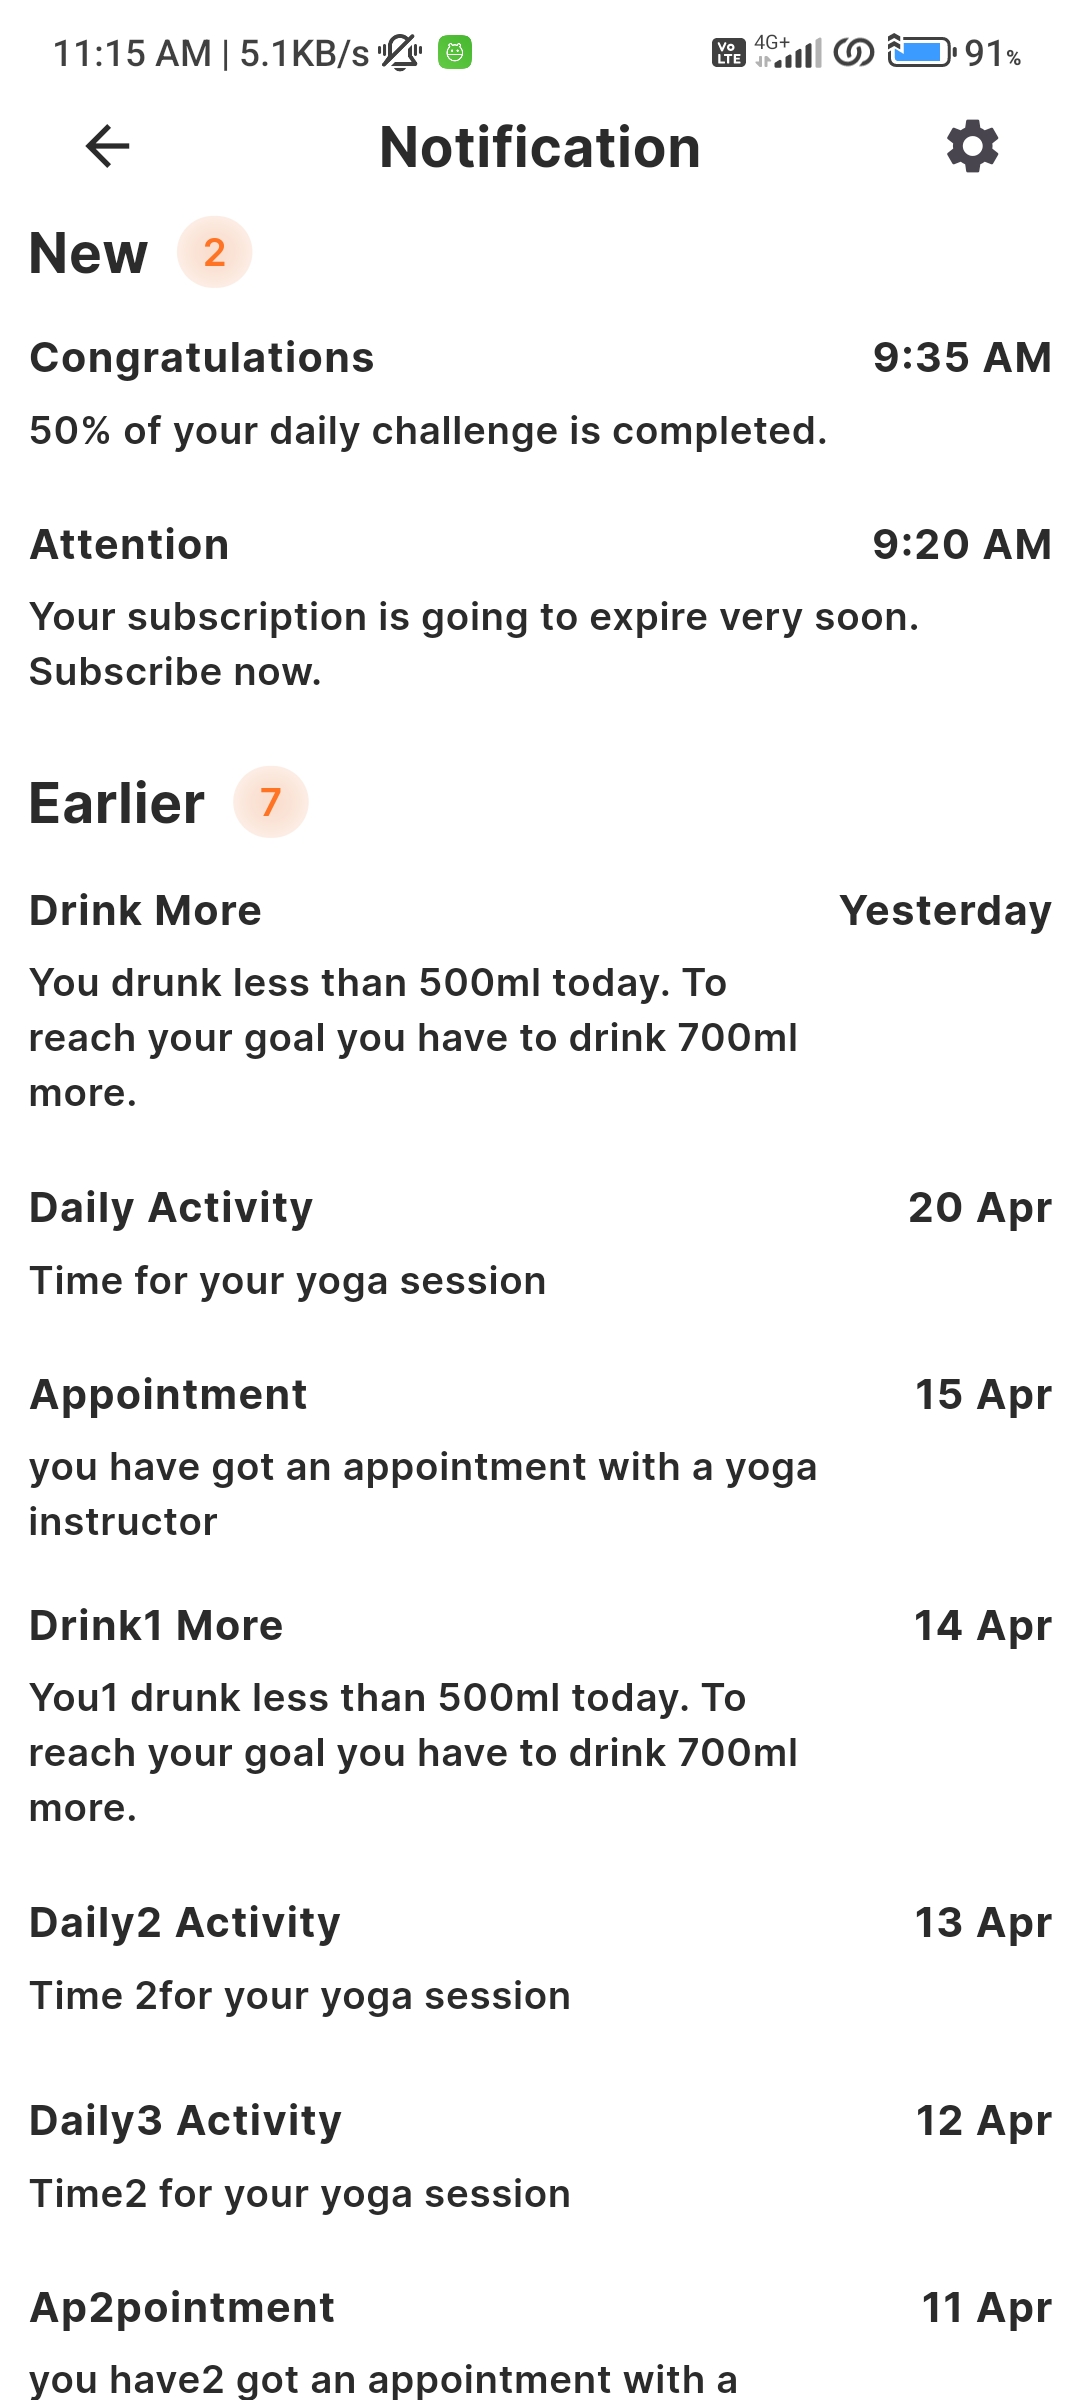 11:15 AM | 5.1KB/s Vo LTE 4G+ 91%
Notification
New 2
Congratulations 9:35 AM
50% of your daily challenge is completed.
Attention 9:20 AM
Your subscription is going to expire very soon.
Subscribe now.
Earlier 7
Drink More Yesterday
You drunk less than 500ml today. To
reach your goal you have to drink 700ml
more.
Daily Activity 20 Apr
Time for your yoga session
Appointment 15 Apr
you have got an appointment with a yoga
instructor
Drink1 More 14 Apr
You1 drunk less than 500ml today. To
reach your goal you have to drink 700ml
more.
Daily2 Activity 13 Apr
Time 2for your yoga session
Daily3 Activity 12 Apr
Time2 for your yoga session
Ap2pointment 11 Apr
you have2 got an appointment with a